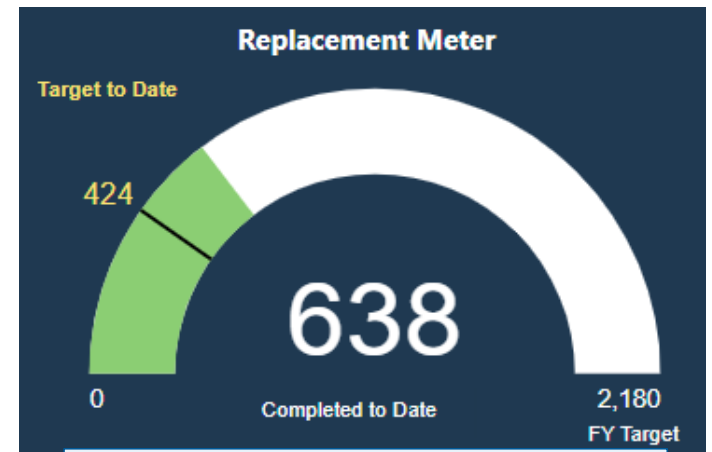 Replacement Meter
Target to Date
424
638
0
2,180
Completed to Date
FY Target